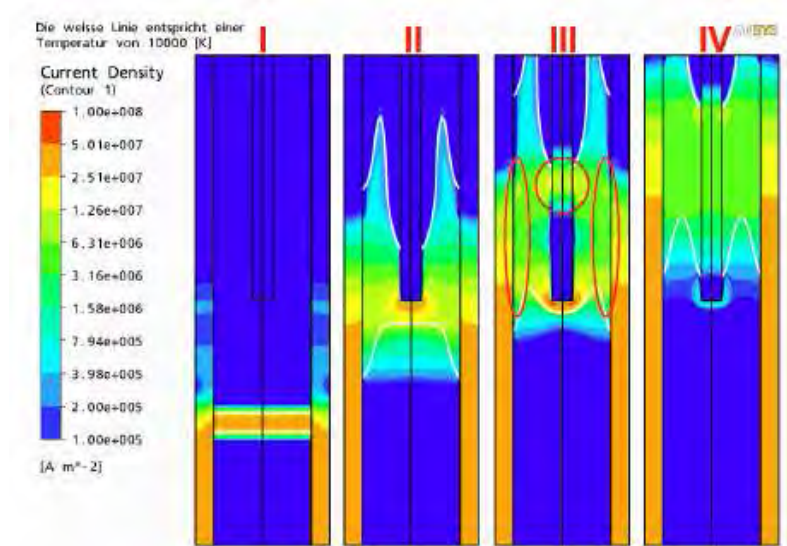 Die weisse Linie entspricht einer
Temperatur von 10000 [K]
I
II
III
IV
Current Density
(Contour 1)
1.00e+008
5.01e+007
2.51e+007
1.26e+007
6.31e+006
3.16e+006
1.58e+006
7.94e+005
3.98e+005
2.00e+005
1.00e+005
[A m^-2]